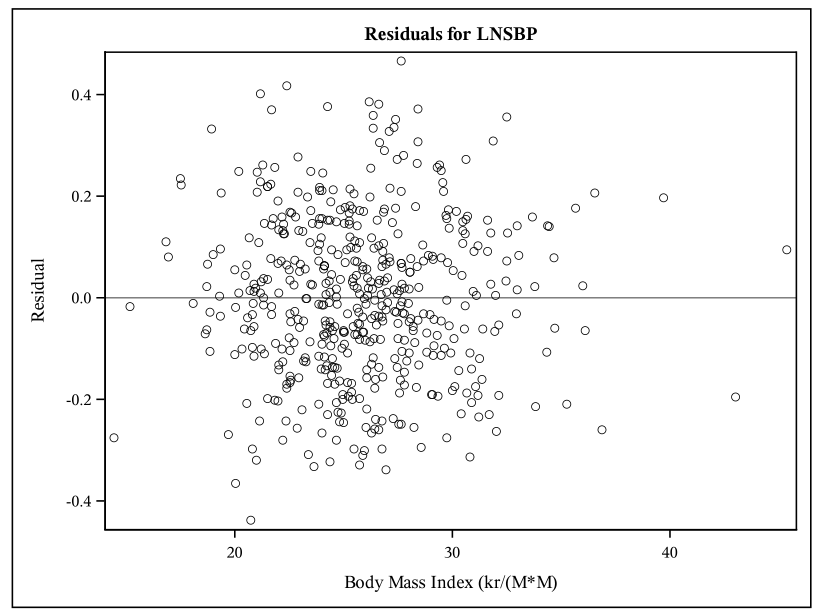 Residuals for LNSBP
Residual
0.4
0.2
0.0
-0.2
-0.4
20 30 40
Body Mass Index (kr/(M*M)